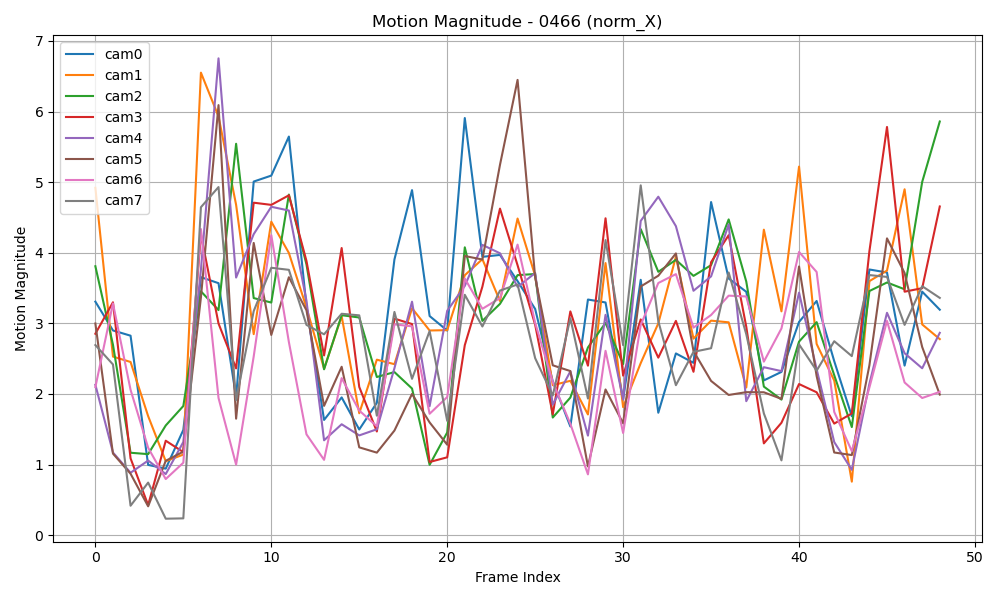 Motion Magnitude - 0466 (norm_X)
7
6
5
4
3
2
1
0
Motion Magnitude
cam0
cam1
cam2
cam3
cam4
cam5
cam6
cam7
0
10
20
30
40
50
Frame Index